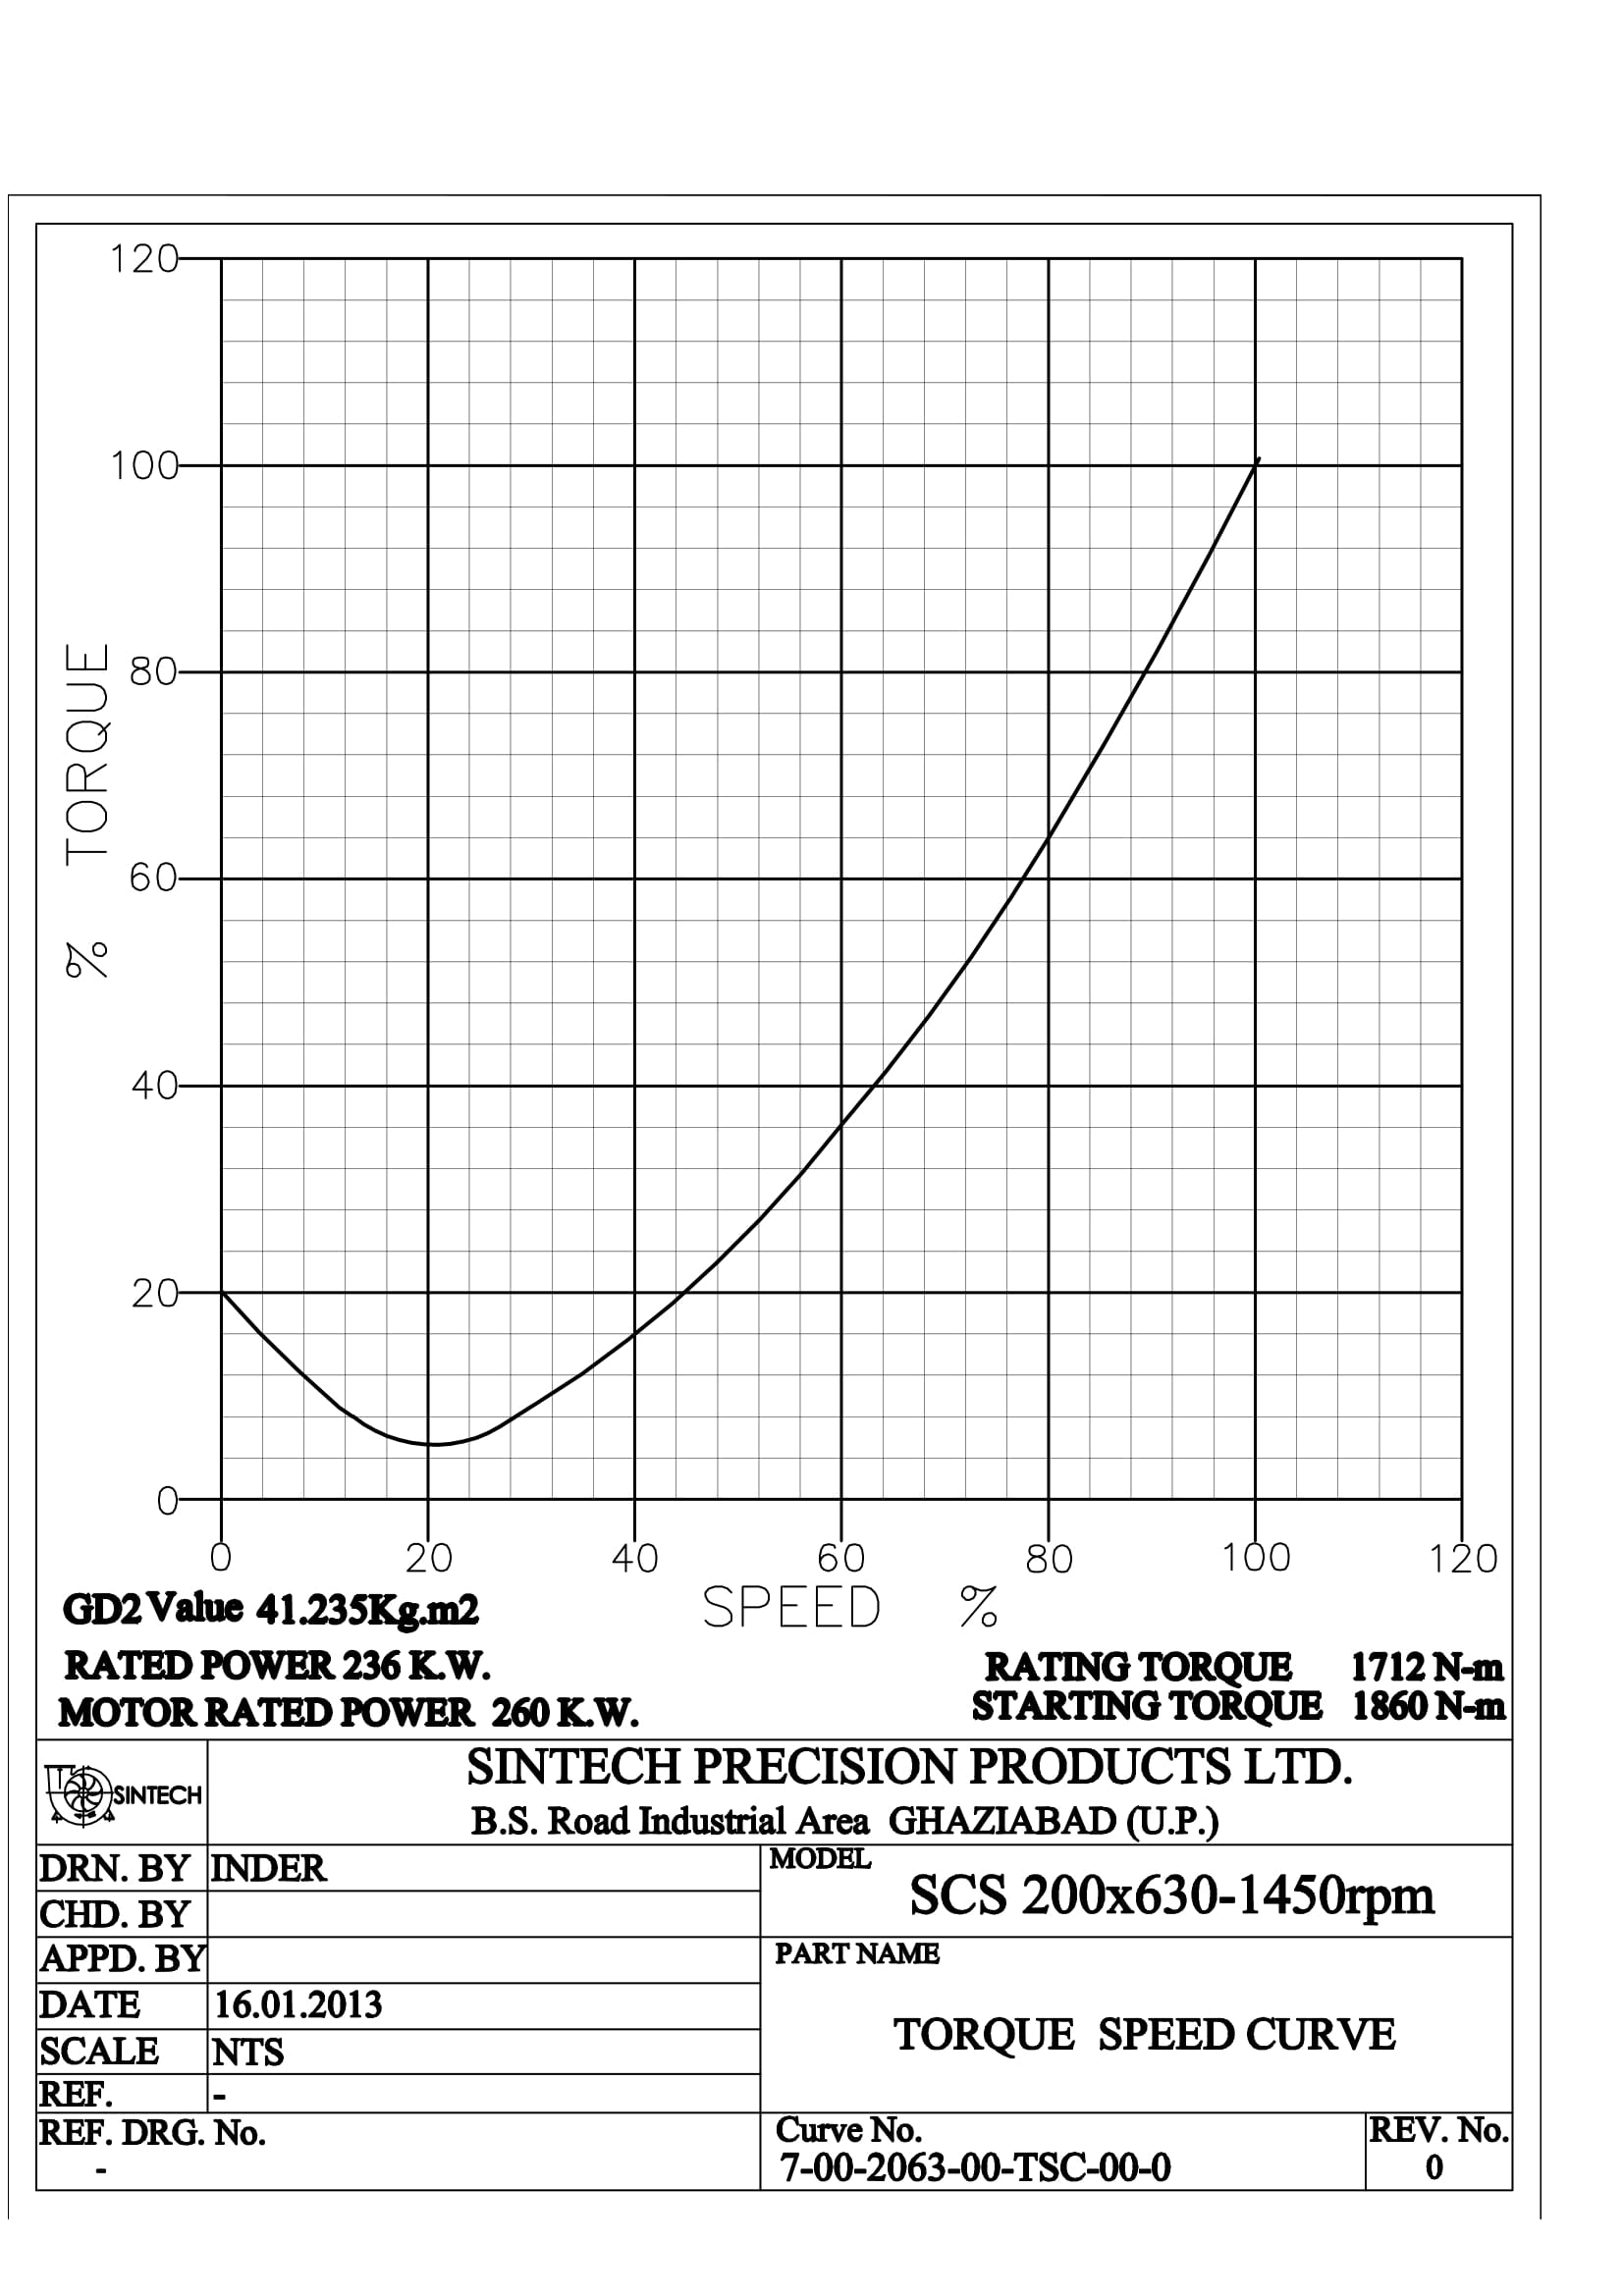 120
100
80
60
40
20
0
% TORQUE
0 20 40 60 80 100 120
SPEED %
GD2 Value 41.235Kg.m2
RATED POWER 236 K.W.
MOTOR RATED POWER 260 K.W.
RATING TORQUE 1712 N-m
STARTING TORQUE 1860 N-m
SINTECH
SINTECH PRECISION PRODUCTS LTD.
B.S. Road Industrial Area GHAZIABAD (U.P.)
DRN. BY INDER
CHD. BY
APPD. BY
DATE 16.01.2013
SCALE NTS
REF. -
REF. DRG. No.
-
MODEL
SCS 200x630-1450rpm
PART NAME
TORQUE SPEED CURVE
Curve No.
7-00-2063-00-TSC-00-0
REV. No.
0